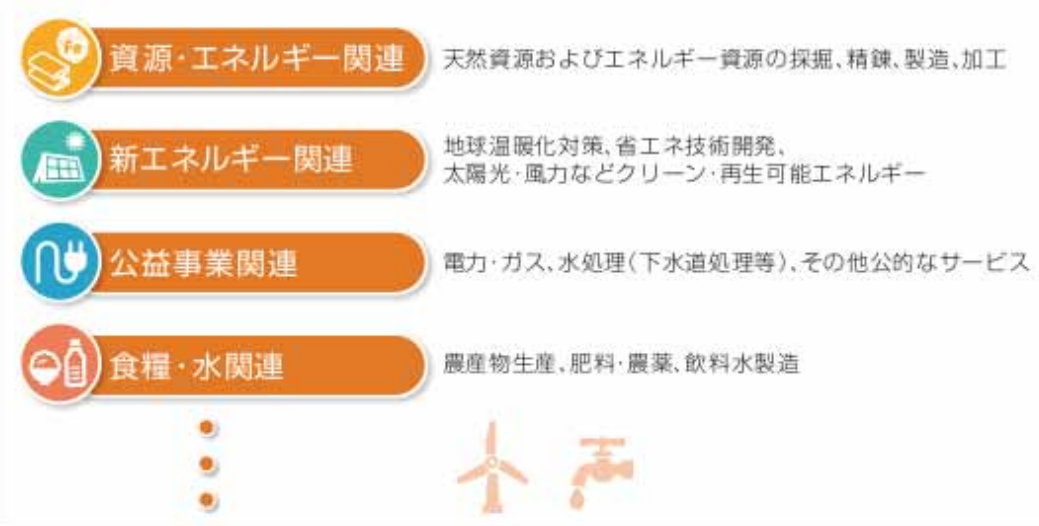 Fe
資源・エネルギー関連
天然資源およびエネルギー資源の採掘、精錬、製造、加工
新エネルギー関連
地球温暖化対策、省エネ技術開発、
太陽光・風力などクリーン・再生可能エネルギー
公益事業関連
電力・ガス、水処理(下水道処理等)、その他公的なサービス
食糧・水関連
農産物生産、肥料・農薬、飲料水製造